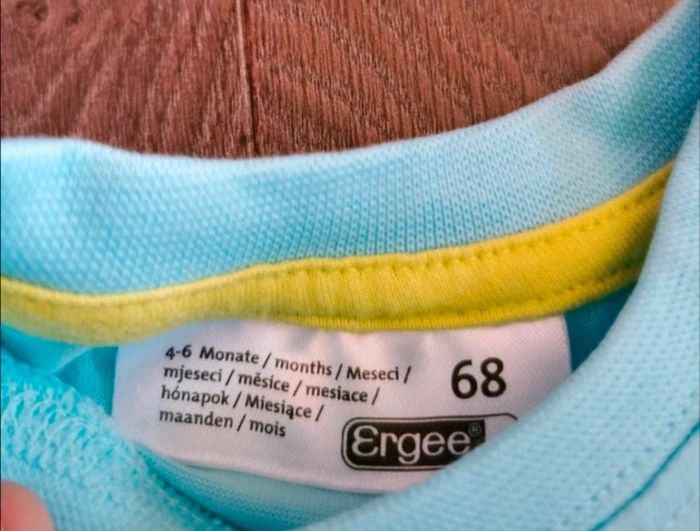 4-6 Monate / months / Meseci /
mjeseci / měsíce / mesiace /
hónapok / Miesiące /
maanden / mois
68
Ergee®